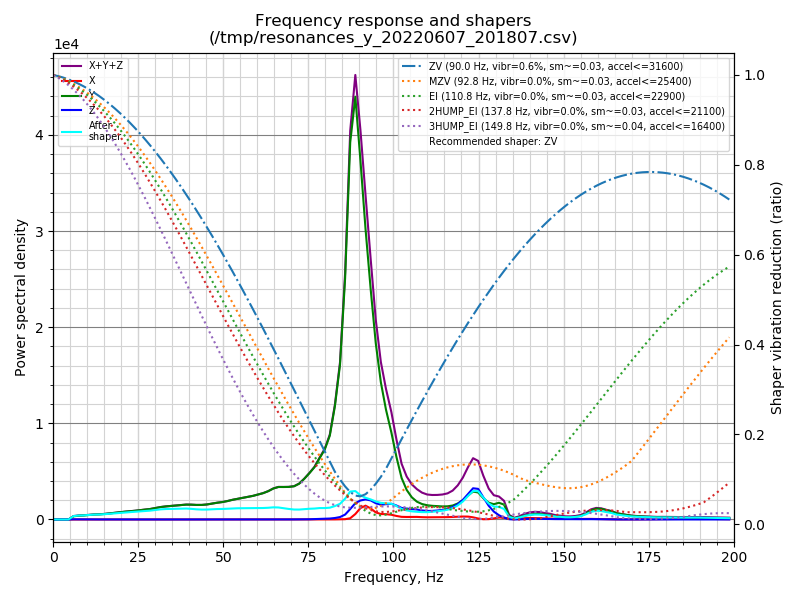 Frequency response and shapers
(/tmp/resonances_y_20220607_201807.csv)
1e4
X+Y+Z
X
Y
Z
After
shaper
ZV (90.0 Hz, vibr=0.6%, sm~=0.03, accel<=31600)
MZV (92.8 Hz, vibr=0.0%, sm~=0.03, accel<=25400)
EI (110.8 Hz, vibr=0.0%, sm~=0.03, accel<=22900)
2HUMP_EI (137.8 Hz, vibr=0.0%, sm~=0.03, accel<=21100)
3HUMP_EI (149.8 Hz, vibr=0.0%, sm~=0.04, accel<=16400)
Recommended shaper: ZV
4
3
2
1
0
Power spectral density
1.0
0.8
0.6
0.4
0.2
0.0
Shaper vibration reduction (ratio)
0 25 50 75 100 125 150 175 200
Frequency, Hz